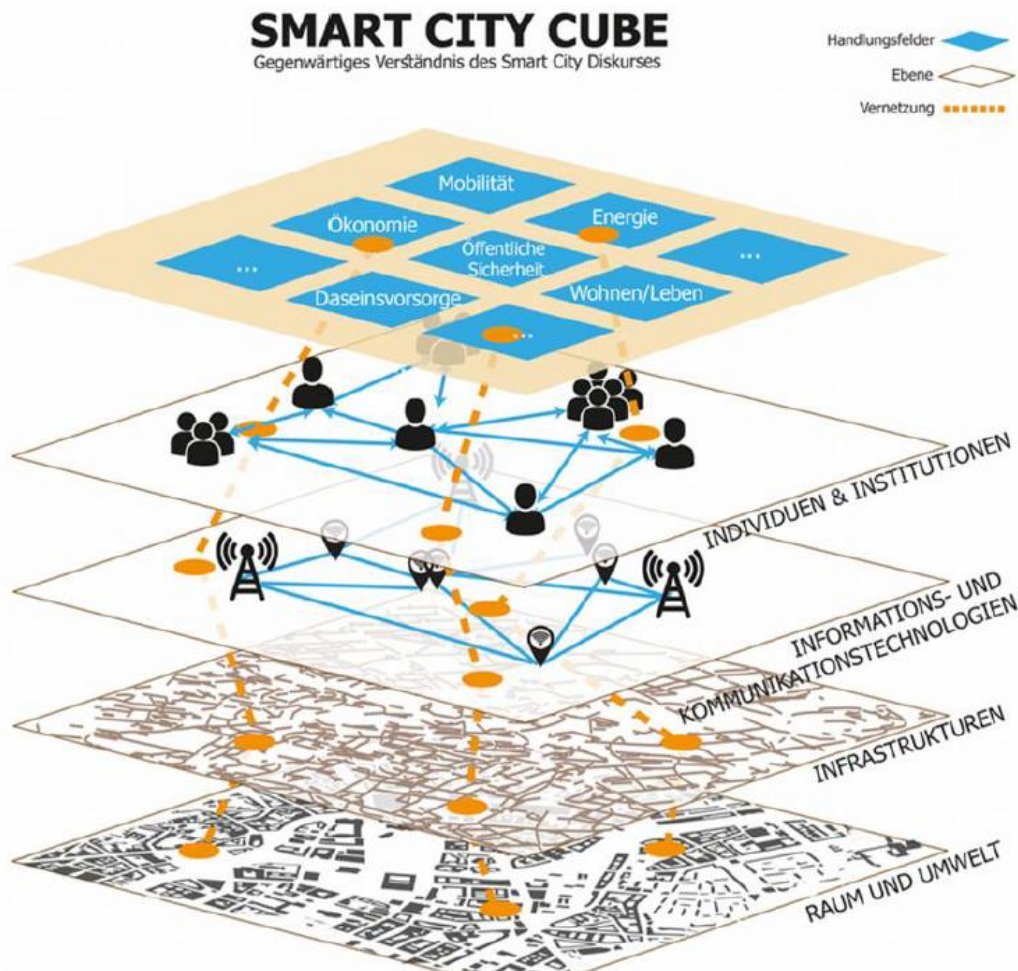 SMART CITY CUBE
Gegenwärtiges Verständnis des Smart City Diskurses
Handlungsfelder
Ebene
Vernetzung
Mobilität
Ökonomie
Energie
...
Öffentliche
Sicherheit
...
Daseinsvorsorge
Wohnen/Leben
...
INDIVIDUEN & INSTITUTIONEN
INFORMATIONS- UND
KOMMUNIKATIONSTECHNOLOGIEN
INFRASTRUKTUREN
RAUM UND UMWELT